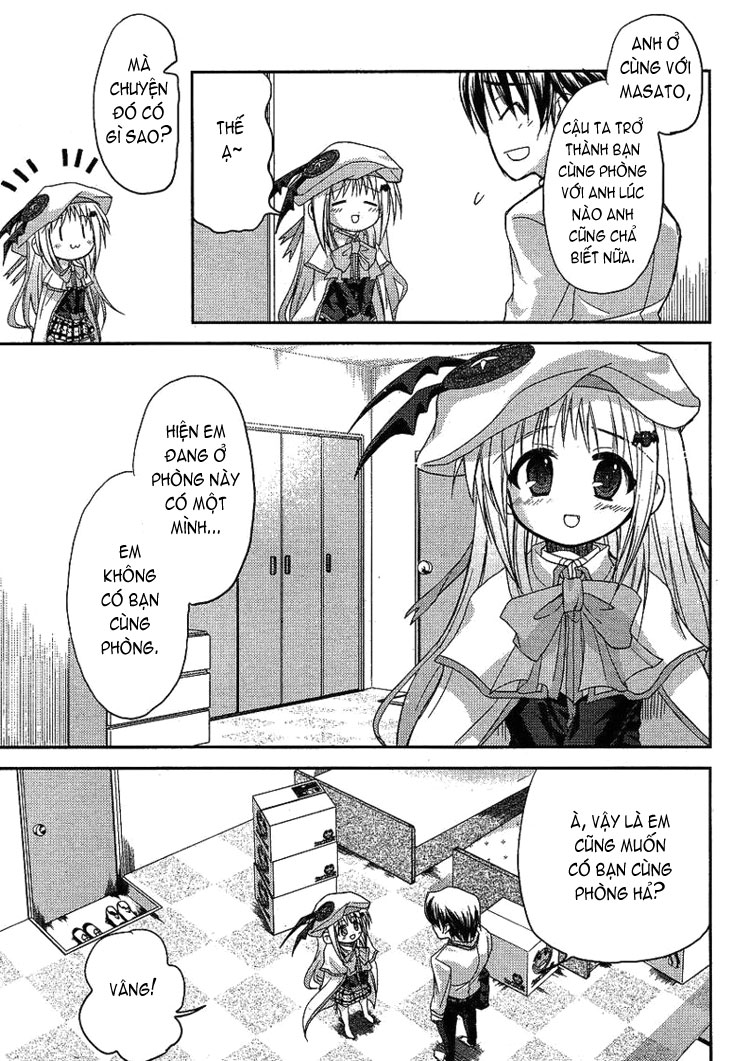 ANH Ở
CÙNG VỚI
MASATO,
CẬU TA TRỞ
THÀNH BẠN
CÙNG PHÒNG
VỚI ANH LÚC
NÀO ANH
CŨNG CHẢ
BIẾT NỮA.
THẾ
Ạ~
MÀ
CHUYỆN
ĐÓ CÓ
GÌ SAO?
HIỆN EM
ĐANG Ở
PHÒNG NÀY
CÓ MỘT
MÌNH...
EM
KHÔNG
CÓ BẠN
CÙNG
PHÒNG.
À, VẬY LÀ EM
CŨNG MUỐN
CÓ BẠN CÙNG
PHÒNG HẢ?
VÂNG!